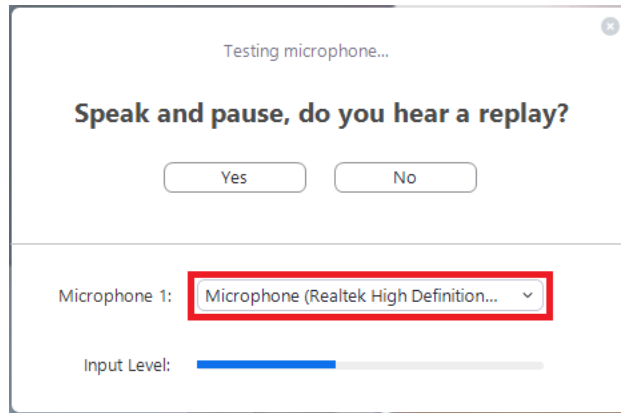 Testing microphone...
Speak and pause, do you hear a replay?
Yes No
Microphone 1: Microphone (Realtek High Definition...
Input Level: